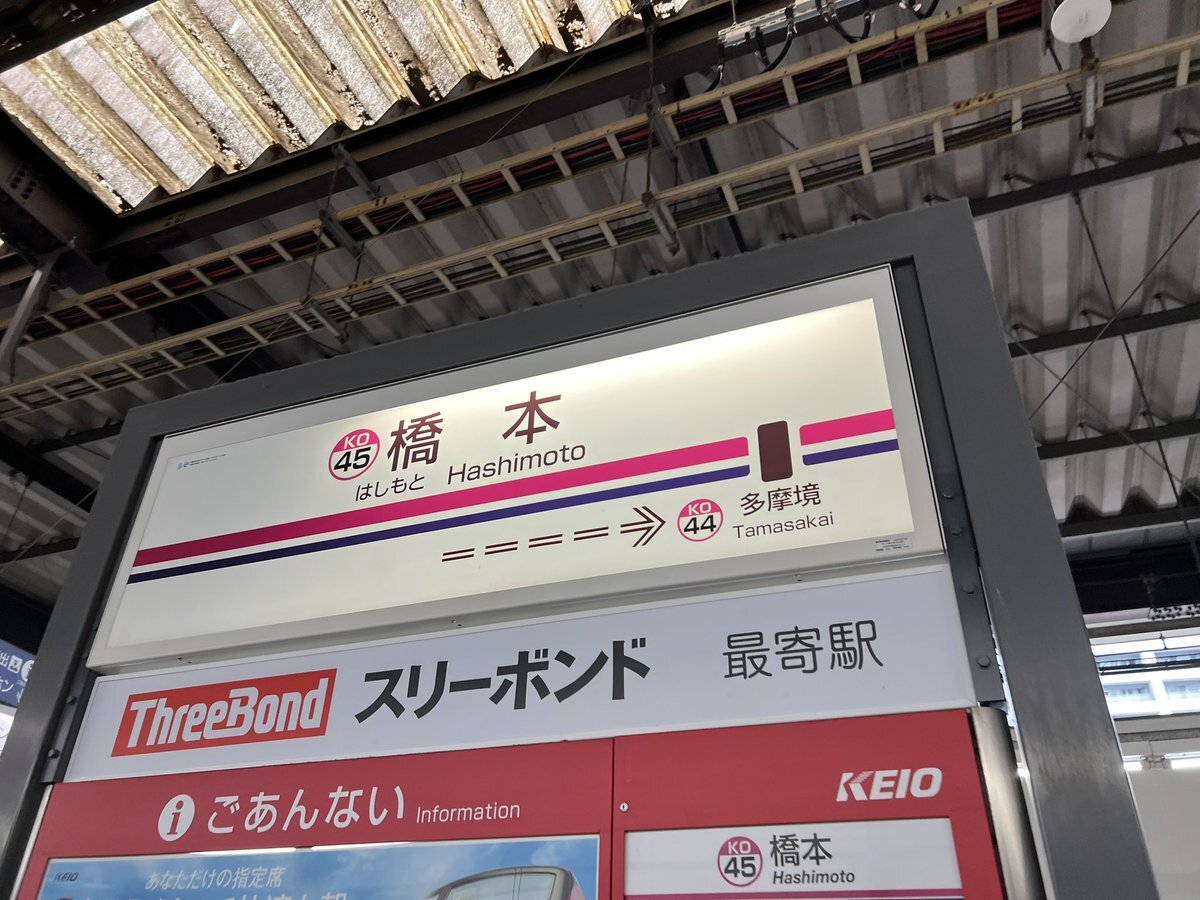 KO
45
橋本
はしもと Hashimoto
KO
44
多摩境
Tamasakai
ThreeBond スリーボンド 最寄駅
i ごあんない Information
KEIO
KO
45
橋本
Hashimoto
KEIO あなただけの指定席